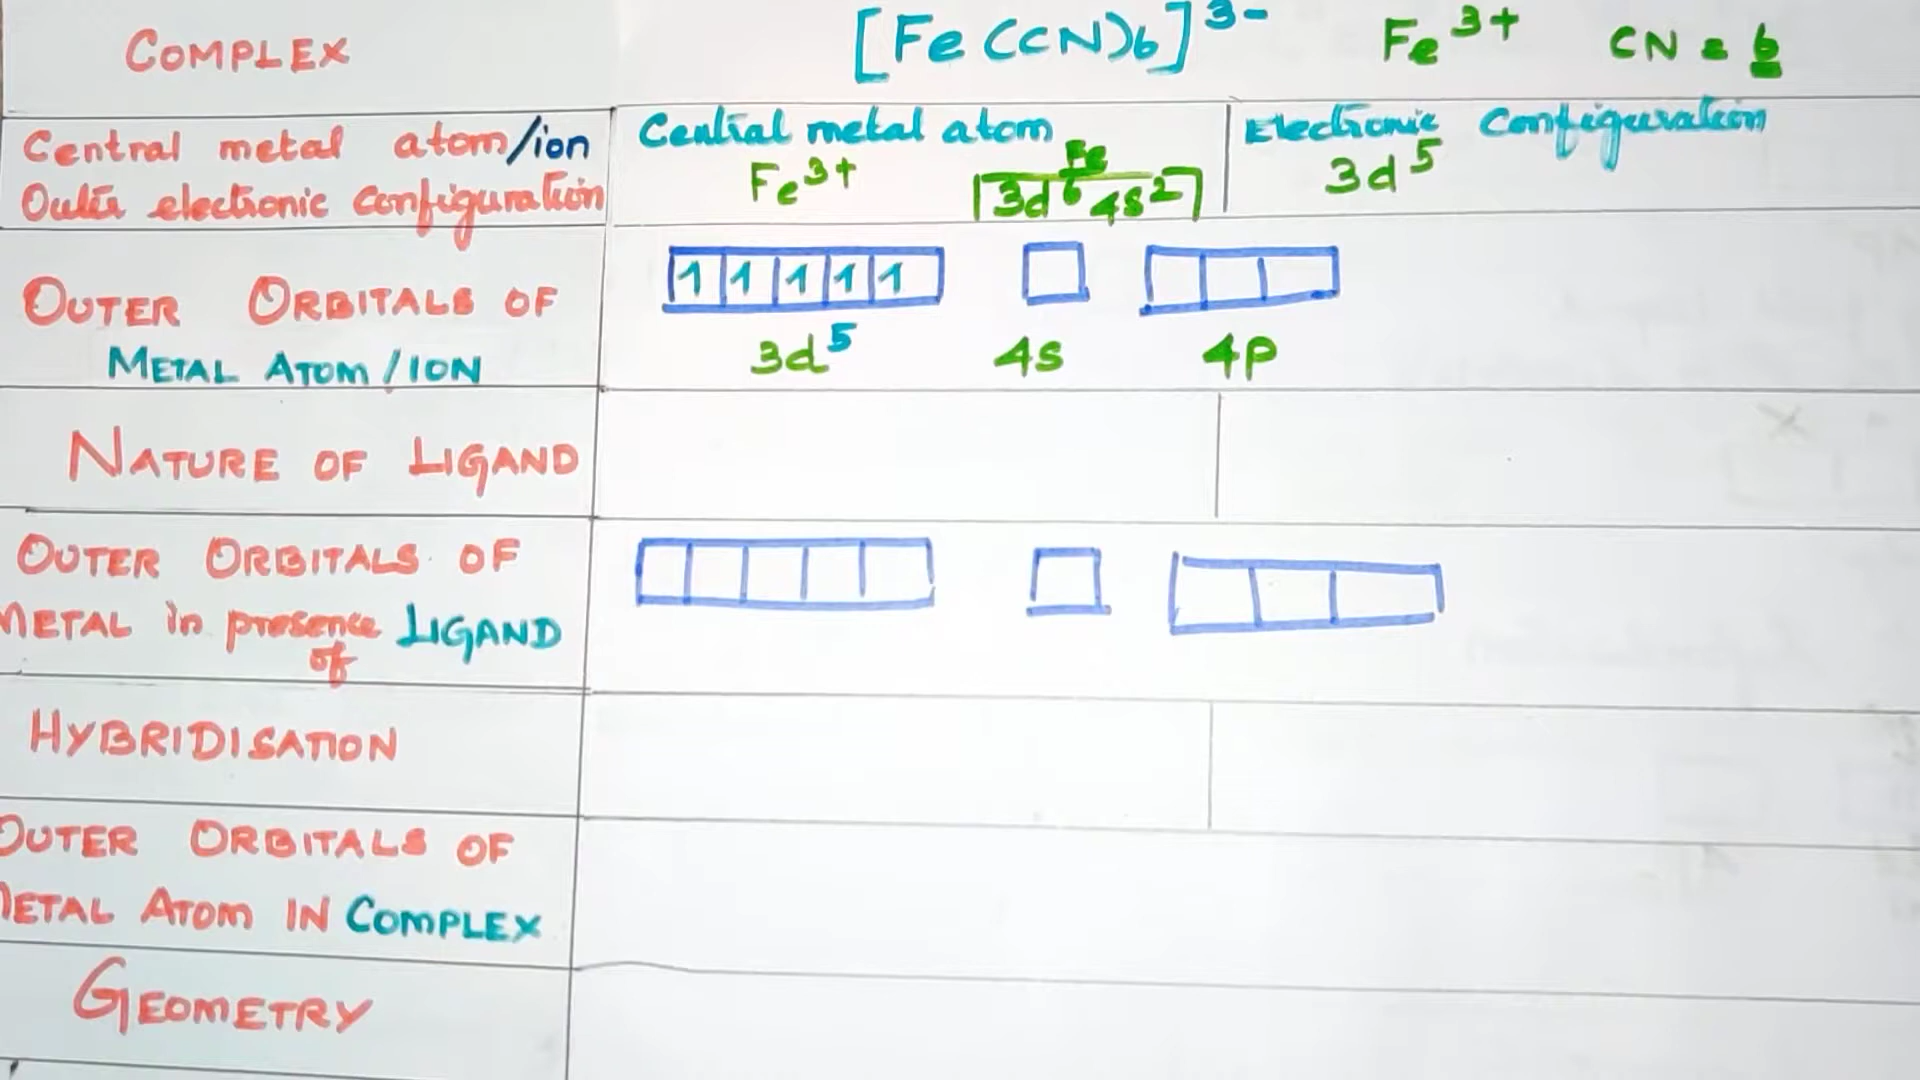 COMPLEX
[Fe(CN)6]3-
Fe3+
CN = 6
Central metal atom/ion
Outer electronic configuration
Central metal atom
Fe3+
Fe
3d6 4s2
Electronic Configuration
3d5
OUTER ORBITALS OF
METAL ATOM/ION
1 1 1 1 1
3d5
4s
4p
NATURE OF LIGAND
OUTER ORBITALS OF
METAL in presence LIGAND
of
HYBRIDISATION
OUTER ORBITALS OF
METAL ATOM IN COMPLEX
GEOMETRY